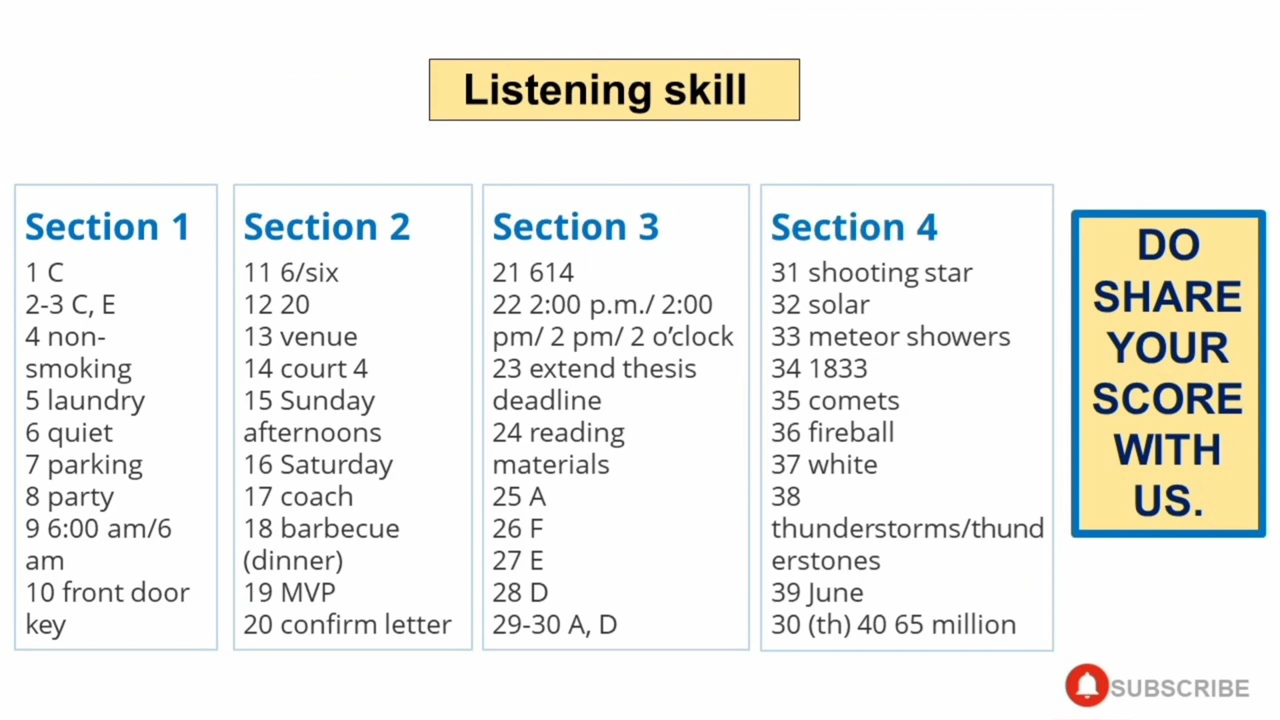 Listening skill
Section 1
1 C
2-3 C, E
4 non-
smoking
5 laundry
6 quiet
7 parking
8 party
9 6:00 am/6
am
10 front door
key
Section 2
11 6/six
12 20
13 venue
14 court 4
15 Sunday
afternoons
16 Saturday
17 coach
18 barbecue
(dinner)
19 MVP
20 confirm letter
Section 3
21 614
22 2:00 p.m./ 2:00
pm/ 2 pm/ 2 o’clock
23 extend thesis
deadline
24 reading
materials
25 A
26 F
27 E
28 D
29-30 A, D
Section 4
31 shooting star
32 solar
33 meteor showers
34 1833
35 comets
36 fireball
37 white
38
thunderstorms/thund
erstones
39 June
30 (th) 40 65 million
DO
SHARE
YOUR
SCORE
WITH
US.
SUBSCRIBE